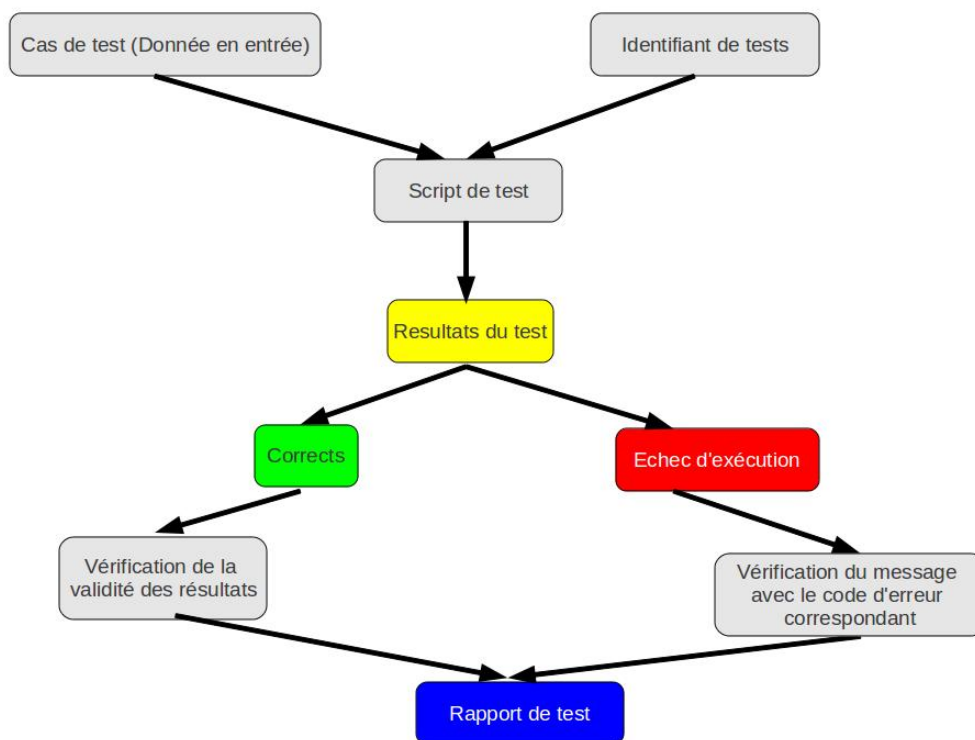 Cas de test (Donnée en entrée)
Identifiant de tests
Script de test
Resultats du test
Corrects
Echec d'exécution
Vérification de la
validité des résultats
Vérification du message
avec le code d'erreur
correspondant
Rapport de test